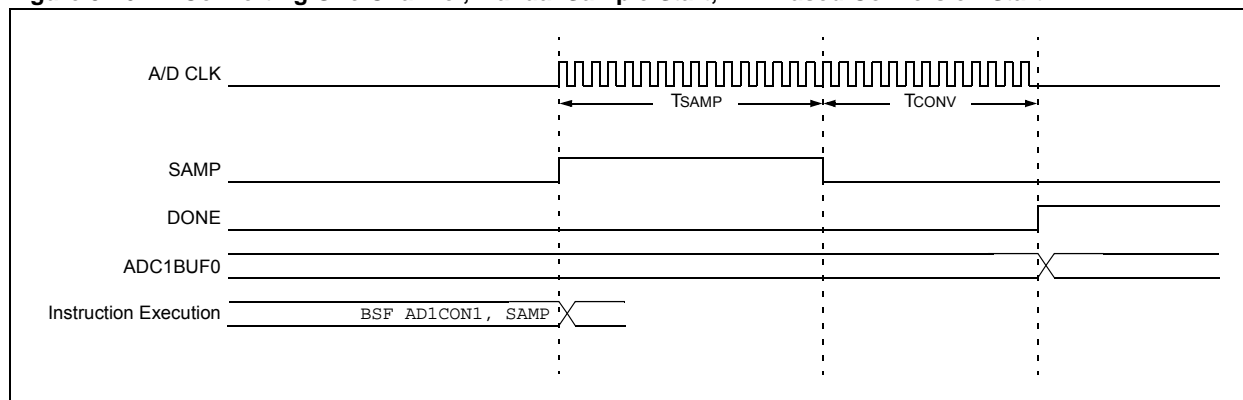 A/D CLK
TSAMP
TCONV
SAMP
DONE
ADC1BUF0
Instruction Execution
BSF AD1CON1, SAMP